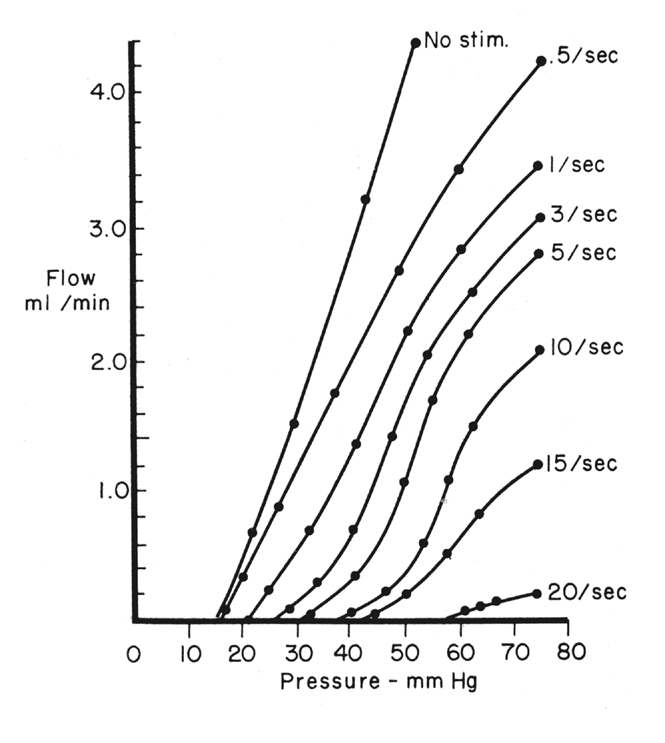 No stim.
.5/sec
4.0
1/sec
3/sec
3.0
5/sec
Flow
ml /min
10/sec
2.0
15/sec
1.0
20/sec
0 10 20 30 40 50 60 70 80
Pressure - mm Hg